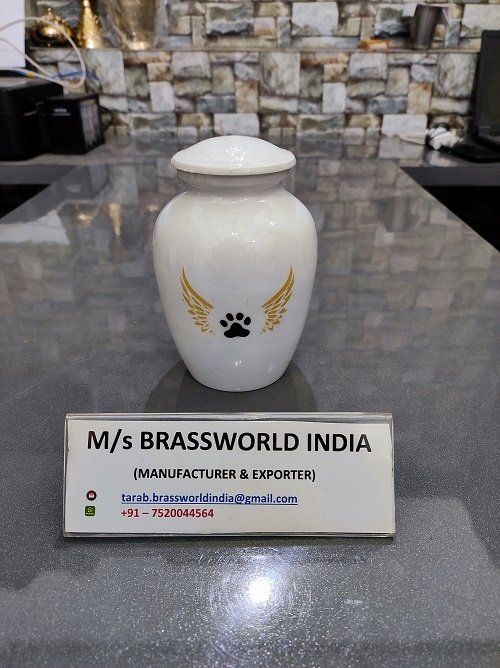 M/s BRASSWORLD INDIA
(MANUFACTURER & EXPORTER)
tarab.brassworldindia@gmail.com
+91 – 7520044564